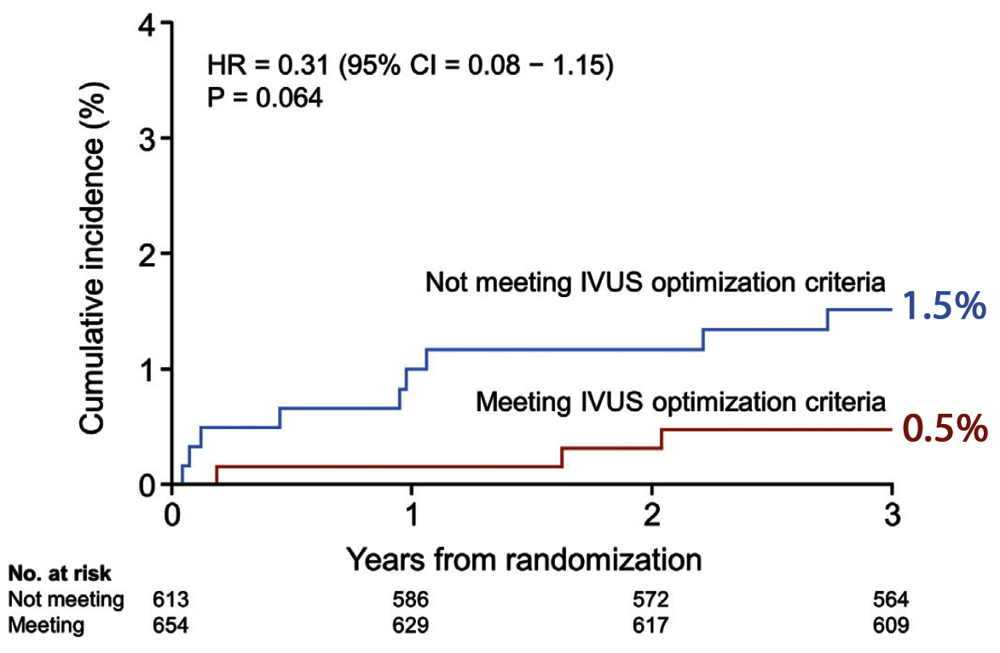 4
HR = 0.31 (95% CI = 0.08 − 1.15)
P = 0.064
3
Cumulative incidence (%)
2
Not meeting IVUS optimization criteria
1.5%
1
Meeting IVUS optimization criteria
0.5%
0
0 1 2 3
Years from randomization
No. at risk
Not meeting 613 586 572 564
Meeting 654 629 617 609